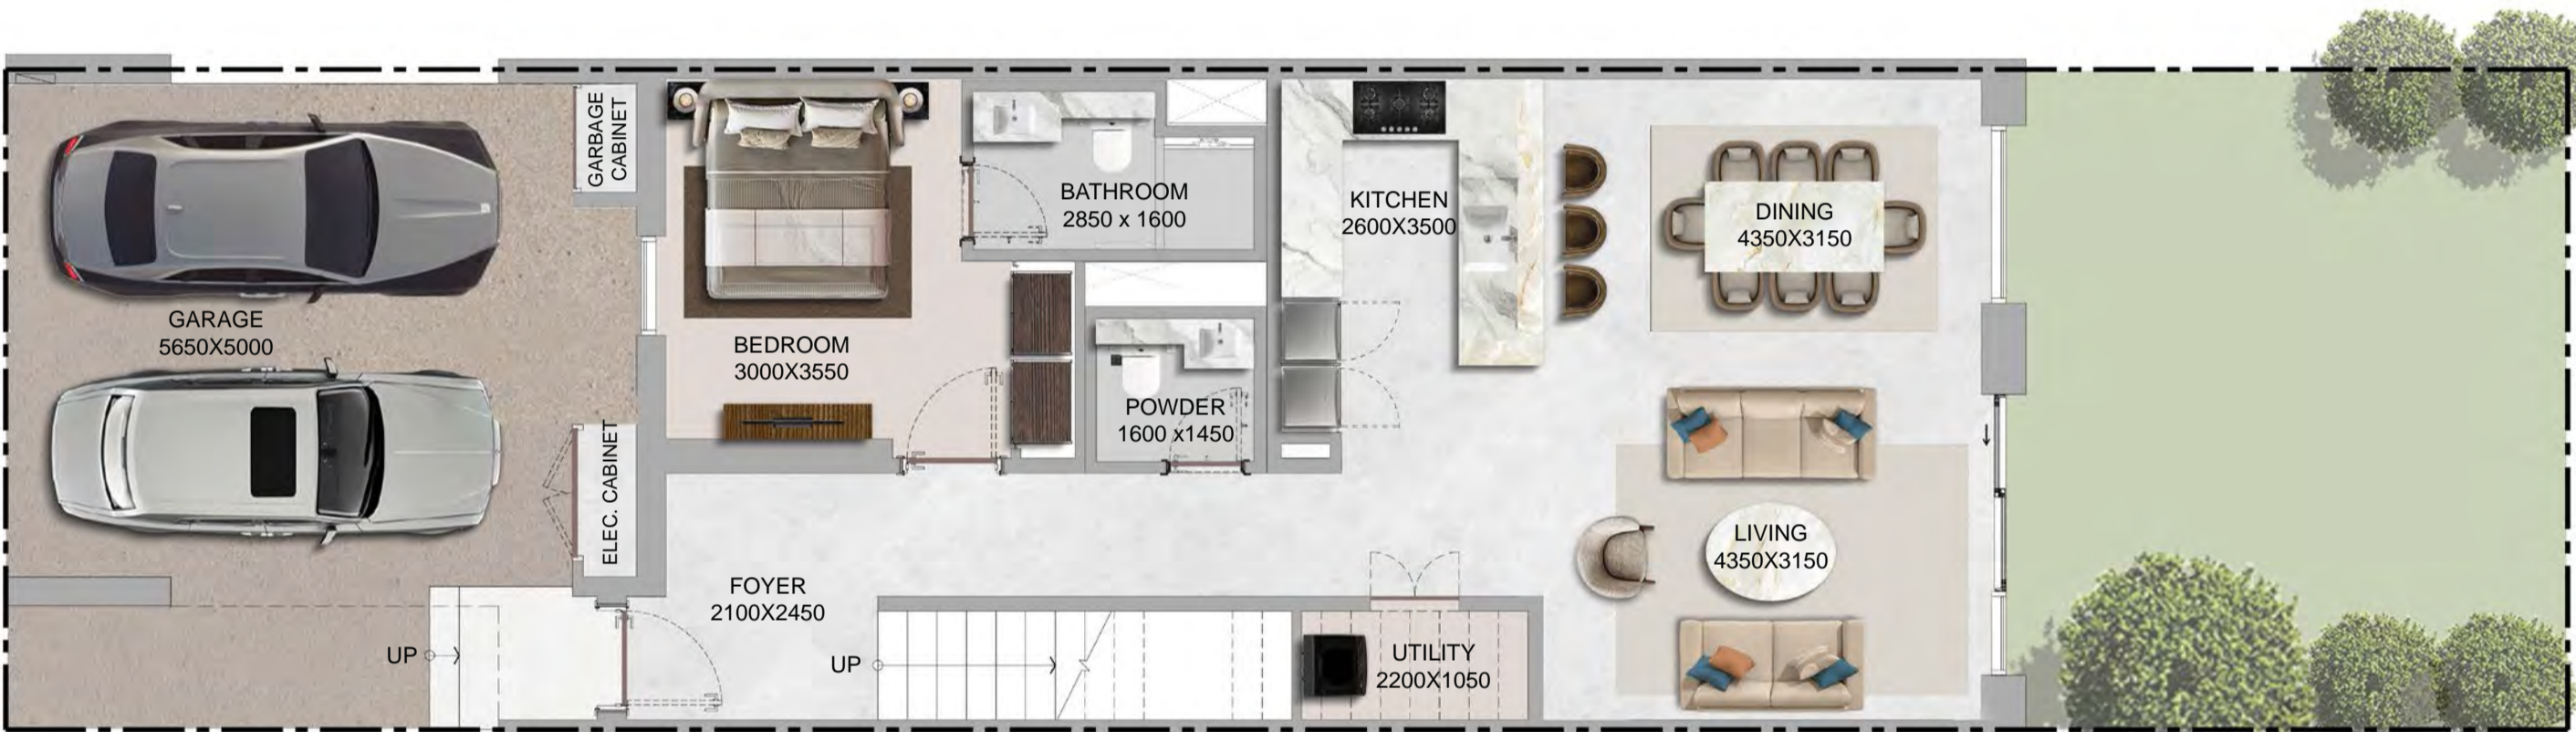 GARBAGE
CABINET
GARAGE
5650X5000
ELEC. CABINET
UP
BEDROOM
3000X3550
BATHROOM
2850 x 1600
POWDER
1600 x1450
KITCHEN
2600X3500
DINING
4350X3150
LIVING
4350X3150
FOYER
2100X2450
UP
UTILITY
2200X1050